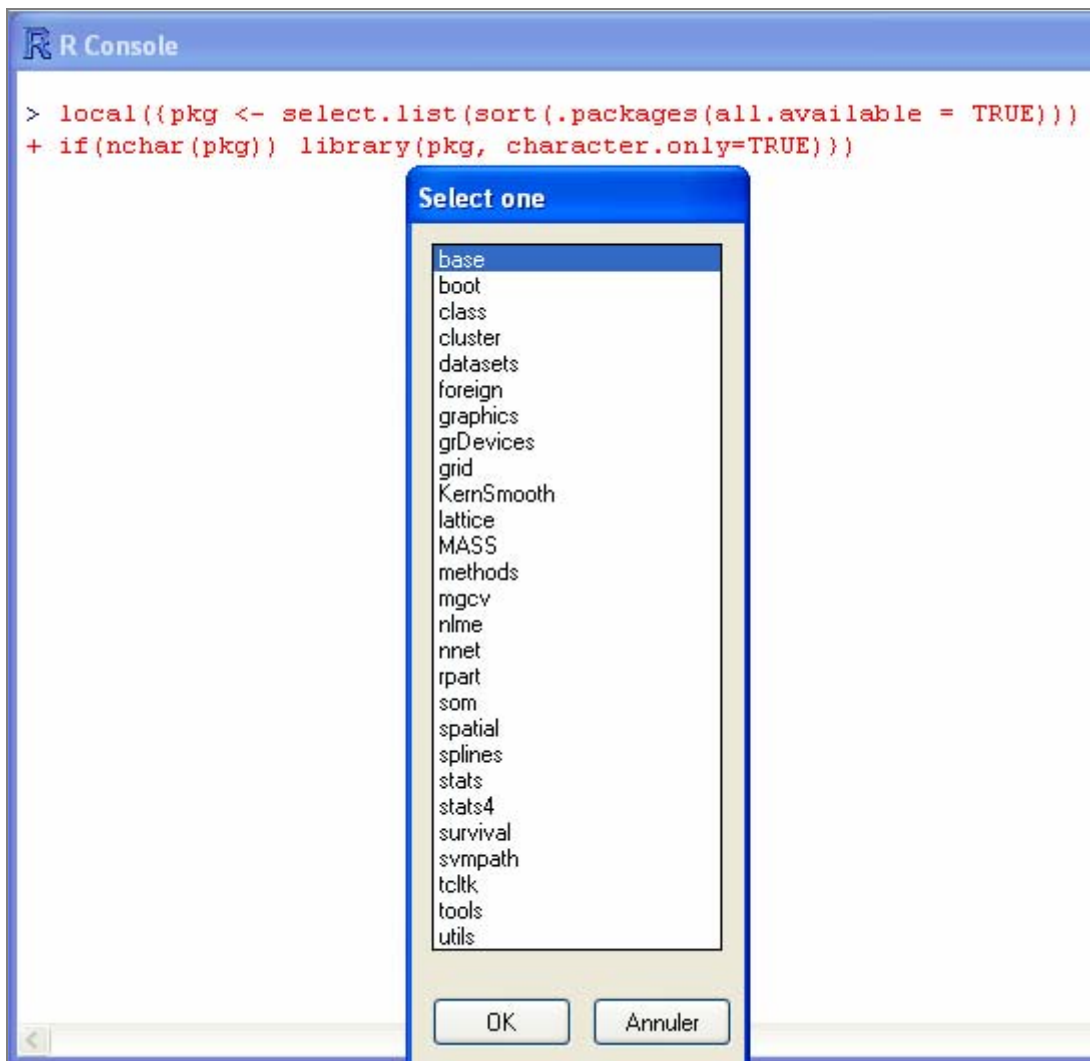 R Console
> local({pkg <- select.list(sort(.packages(all.available = TRUE)))
+ if(nchar(pkg)) library(pkg, character.only=TRUE)})
Select one
base
boot
class
cluster
datasets
foreign
graphics
grDevices
grid
KernSmooth
lattice
MASS
methods
mgcv
nlme
nnet
rpart
som
spatial
splines
stats
stats4
survival
svmpath
tcltk
tools
utils
OK
Annuler